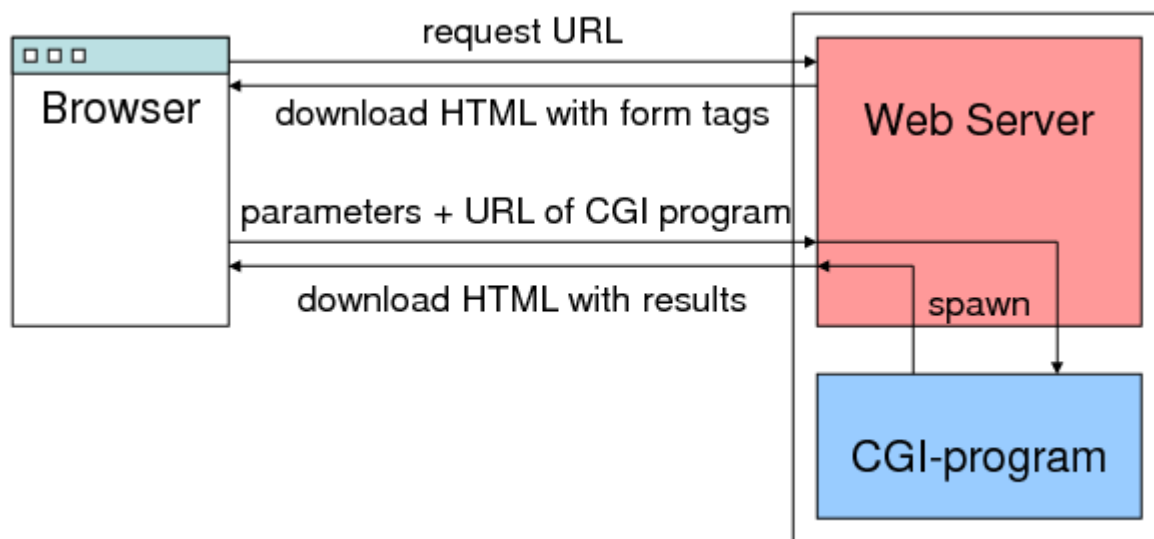 request URL
Browser
download HTML with form tags
Web Server
parameters + URL of CGI program
download HTML with results
spawn
CGI-program